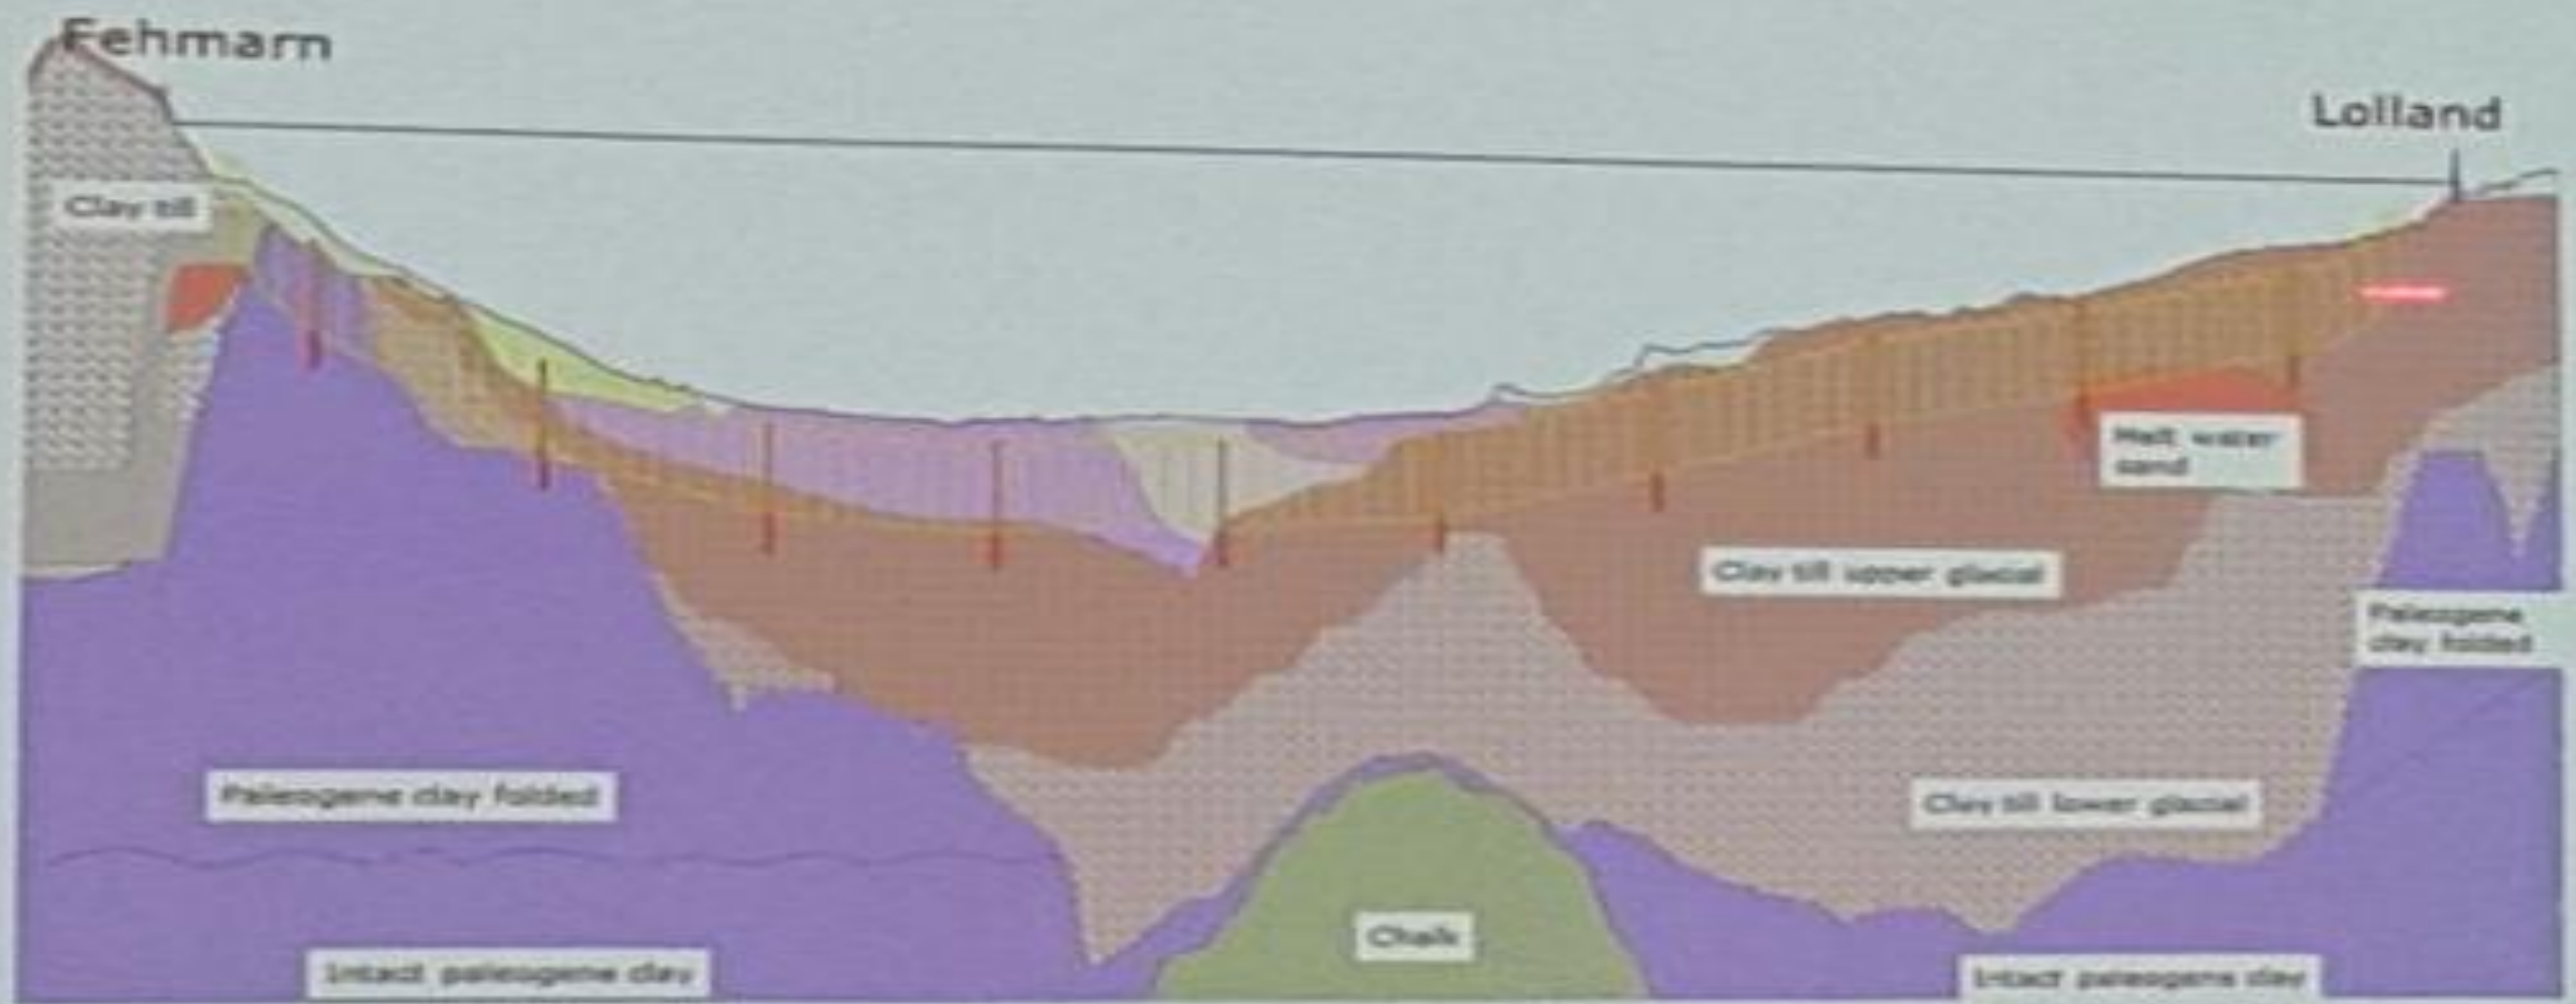 Fehmarn
Lolland
Clay till
Melt water
sand
Clay till upper glacial
Paleogene
clay folded
Paleogene clay folded
Clay till lower glacial
Chalk
Intact paleogene clay
Intact paleogene clay